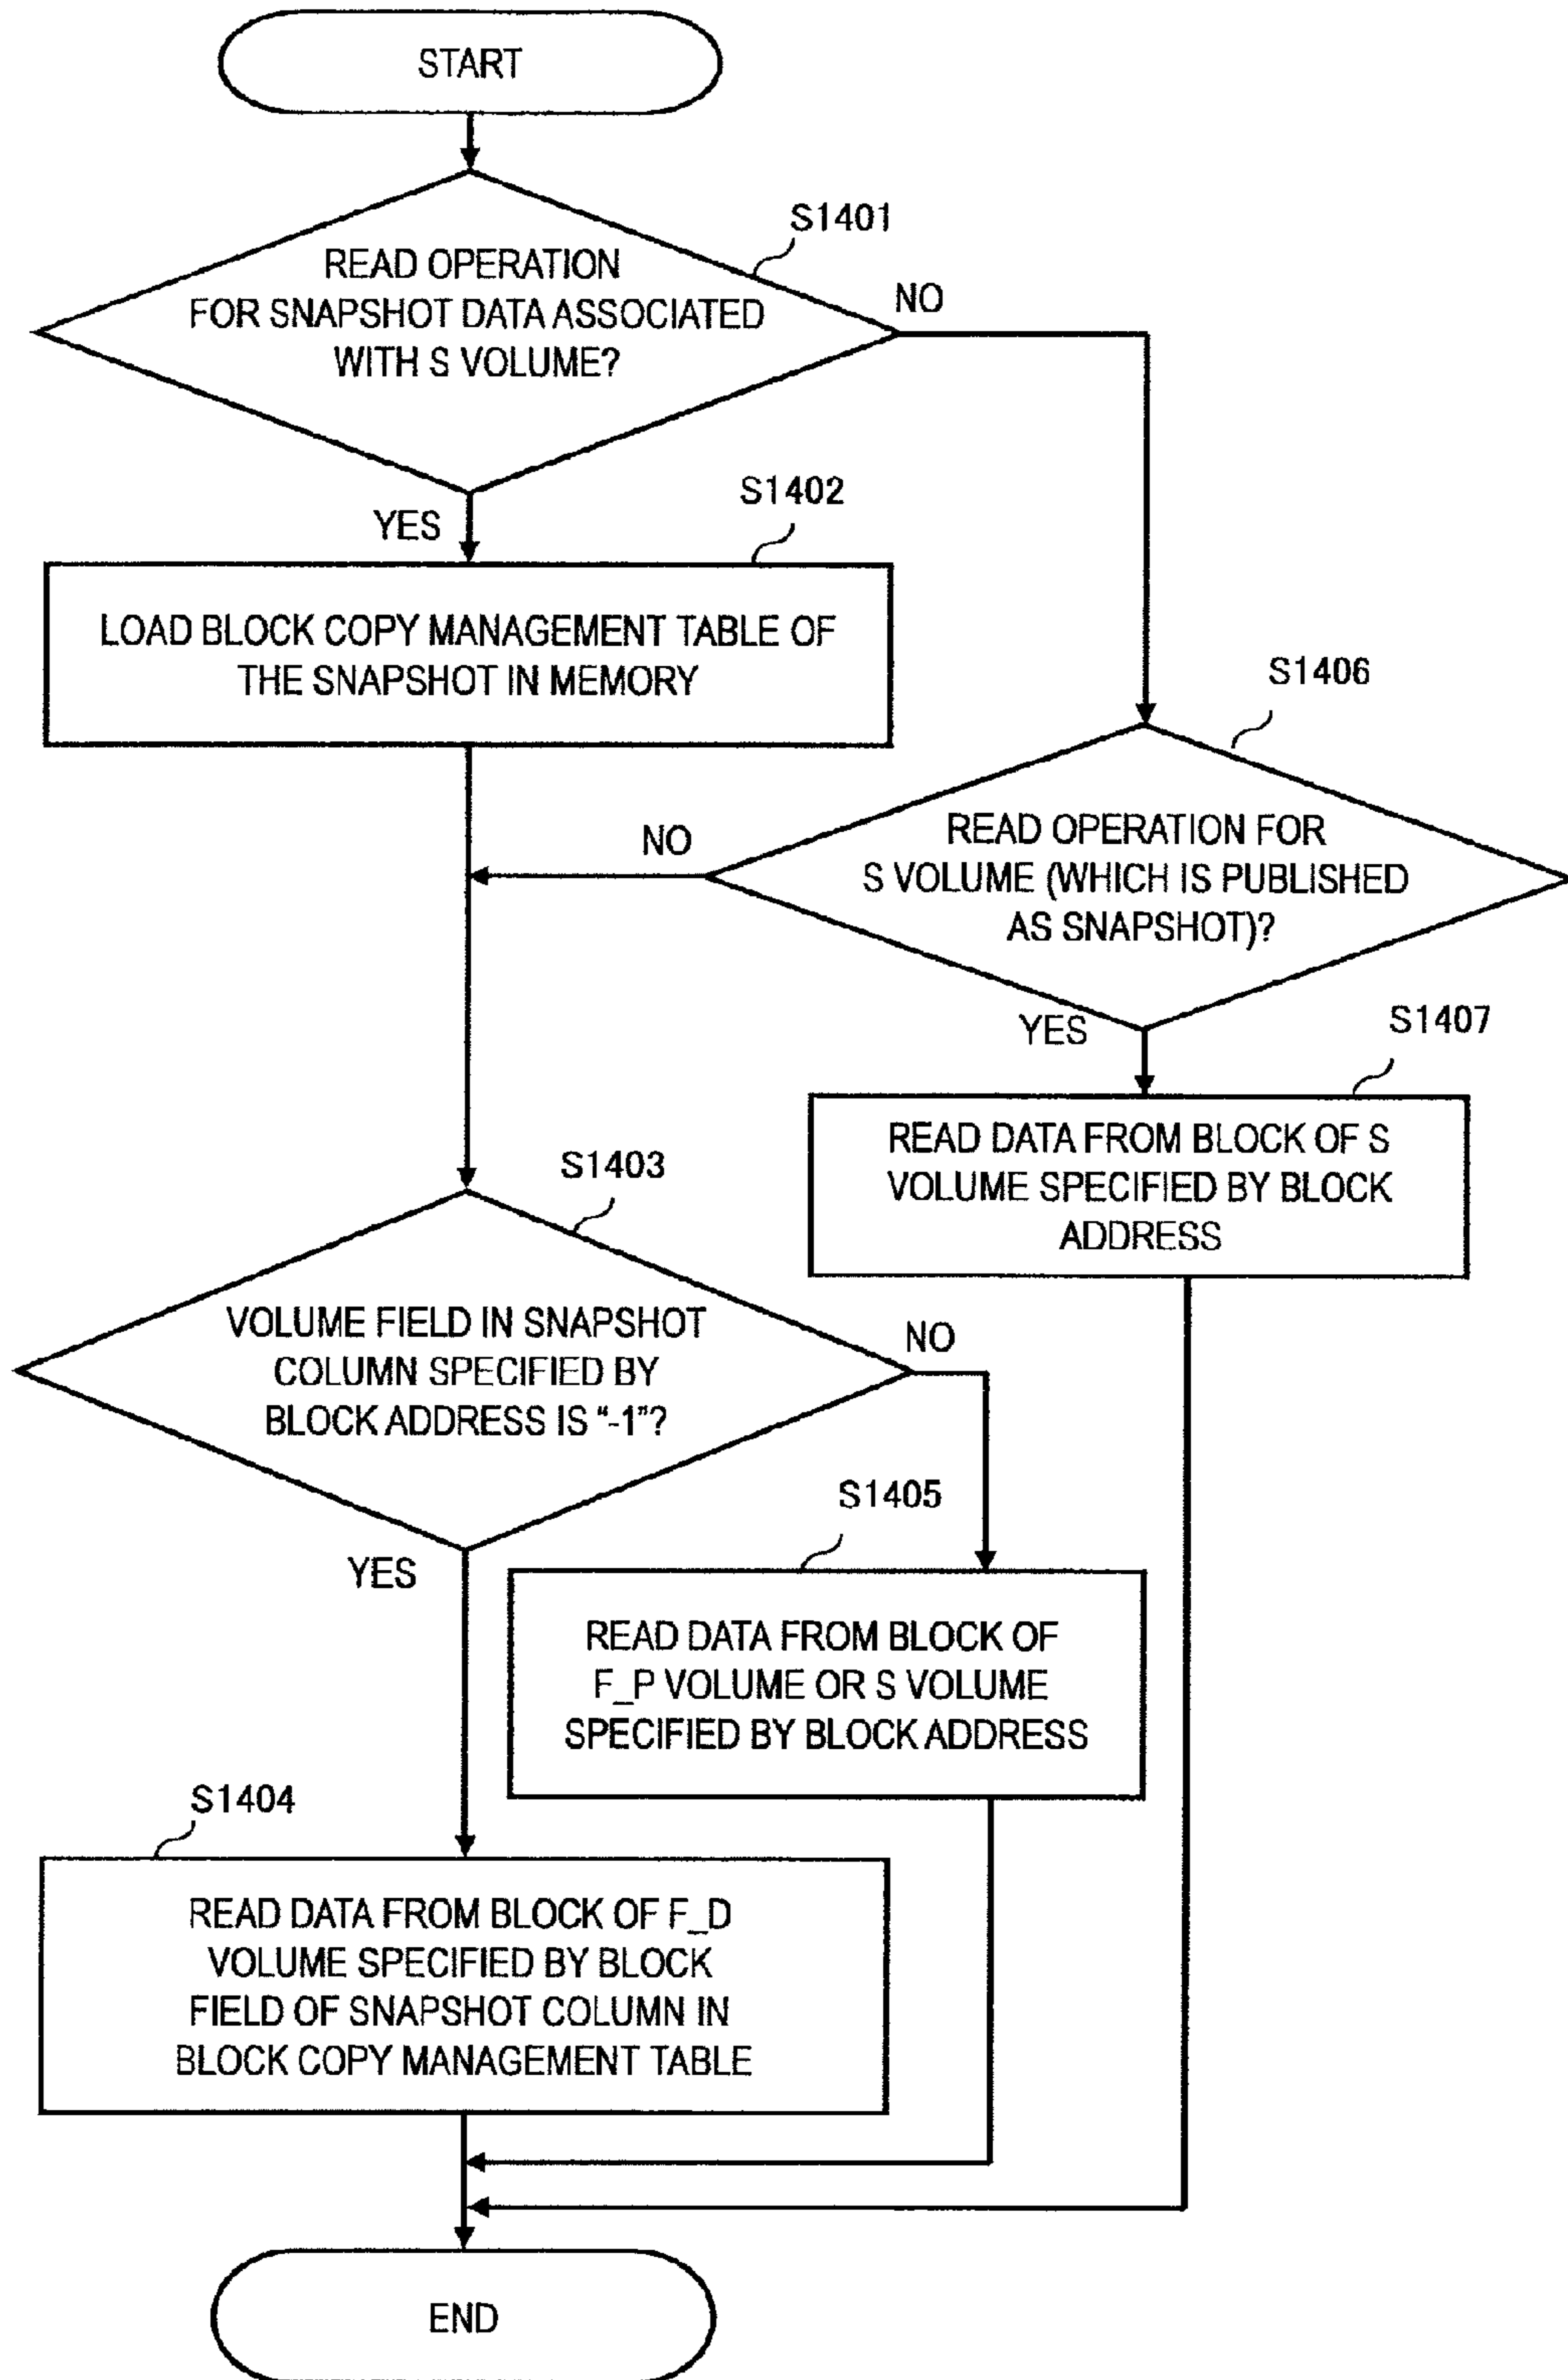 START
S1401
READ OPERATION
FOR SNAPSHOT DATA ASSOCIATED
WITH S VOLUME?
NO
YES
S1402
LOAD BLOCK COPY MANAGEMENT TABLE OF
THE SNAPSHOT IN MEMORY
S1406
READ OPERATION FOR
S VOLUME (WHICH IS PUBLISHED
AS SNAPSHOT)?
NO
YES
S1407
READ DATA FROM BLOCK OF S
VOLUME SPECIFIED BY BLOCK
ADDRESS
S1403
VOLUME FIELD IN SNAPSHOT
COLUMN SPECIFIED BY
BLOCK ADDRESS IS “-1”?
NO
YES
S1405
READ DATA FROM BLOCK OF
F_P VOLUME OR S VOLUME
SPECIFIED BY BLOCK ADDRESS
S1404
READ DATA FROM BLOCK OF F_D
VOLUME SPECIFIED BY BLOCK
FIELD OF SNAPSHOT COLUMN IN
BLOCK COPY MANAGEMENT TABLE
END